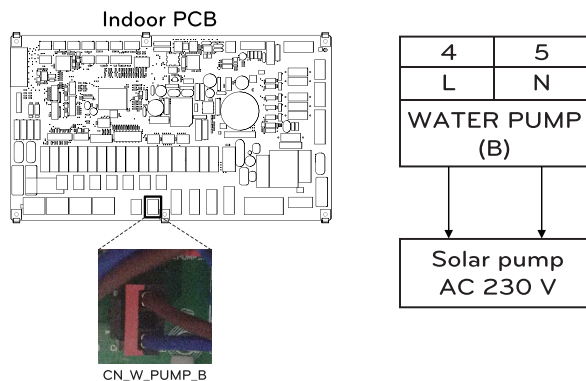 Indoor PCB
CN_W_PUMP_B
4 5
L N
WATER PUMP
(B)
Solar pump
AC 230 V